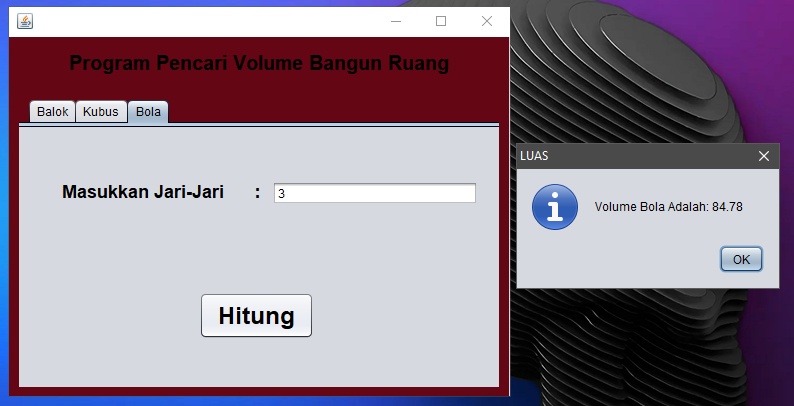 Program Pencari Volume Bangun Ruang
Balok Kubus Bola
Masukkan Jari-Jari : 3
Hitung
LUAS
Volume Bola Adalah: 84.78
OK